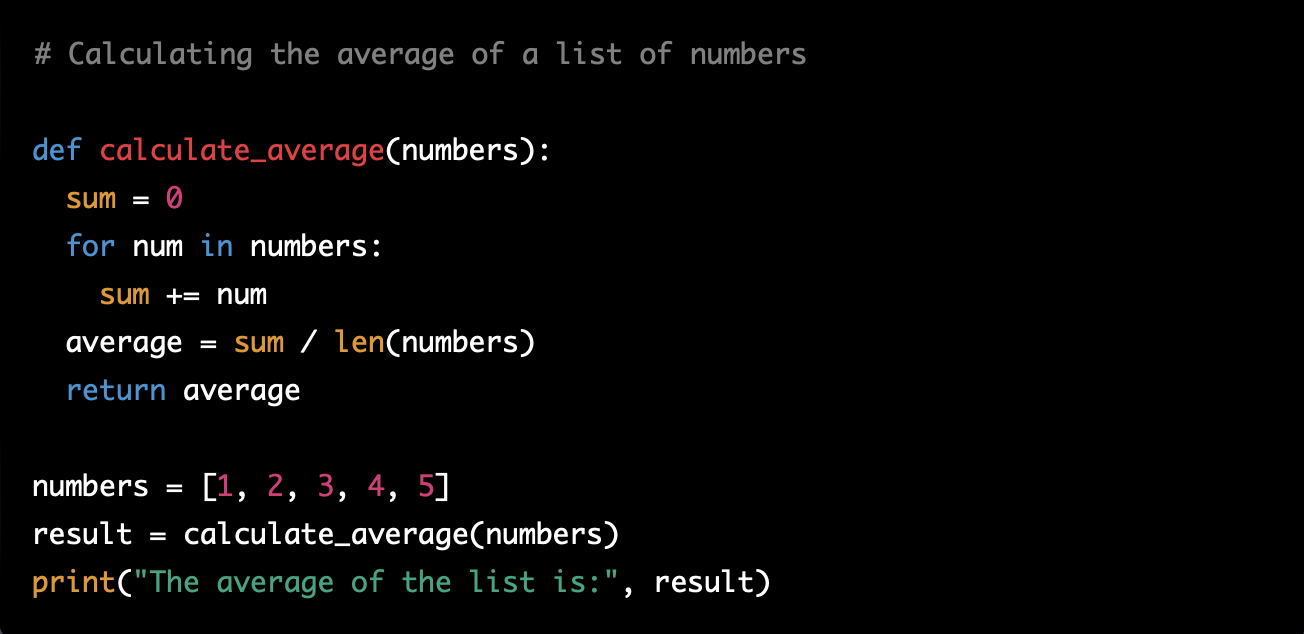 # Calculating the average of a list of numbers

def calculate_average(numbers):
  sum = 0
  for num in numbers:
    sum += num
  average = sum / len(numbers)
  return average

numbers = [1, 2, 3, 4, 5]
result = calculate_average(numbers)
print("The average of the list is:", result)